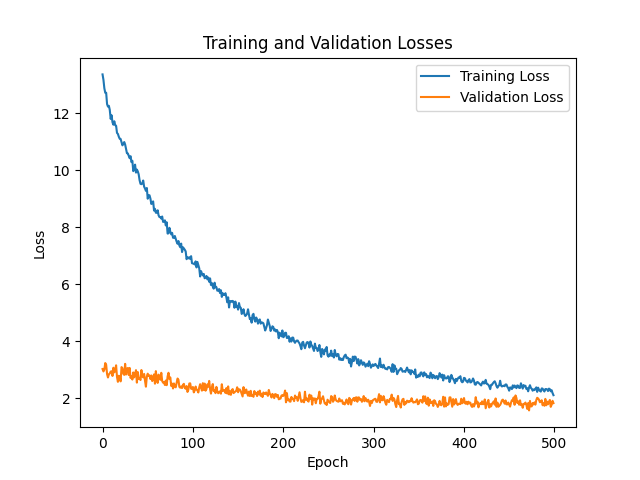 Training and Validation Losses
Training Loss
Validation Loss
12
10
8
6
4
2
Loss
0 100 200 300 400 500
Epoch